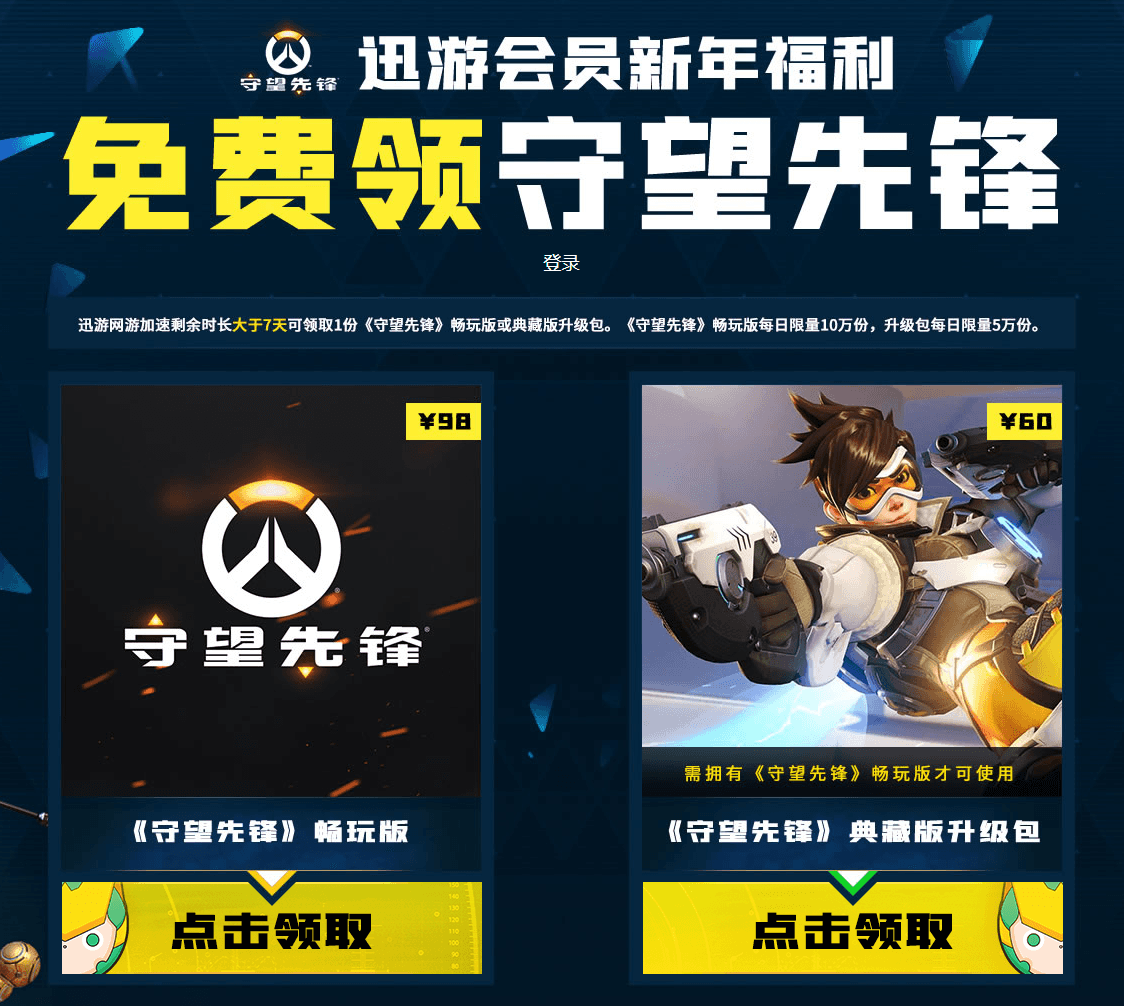 守望先锋
迅游会员新年福利
免费领守望先锋
登录
迅游网游加速剩余时长大于7天可领取1份《守望先锋》畅玩版或典藏版升级包。《守望先锋》畅玩版每日限量10万份，升级包每日限量5万份。
¥98
守望先锋®
《守望先锋》畅玩版
点击领取
¥60
39
需拥有《守望先锋》畅玩版才可使用
《守望先锋》典藏版升级包
点击领取